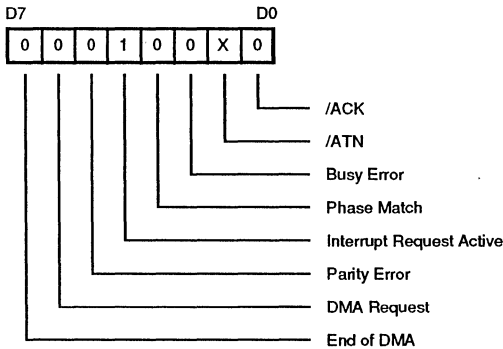 D7 D0
0 0 0 1 0 0 X 0
/ACK
/ATN
Busy Error
Phase Match
Interrupt Request Active
Parity Error
DMA Request
End of DMA